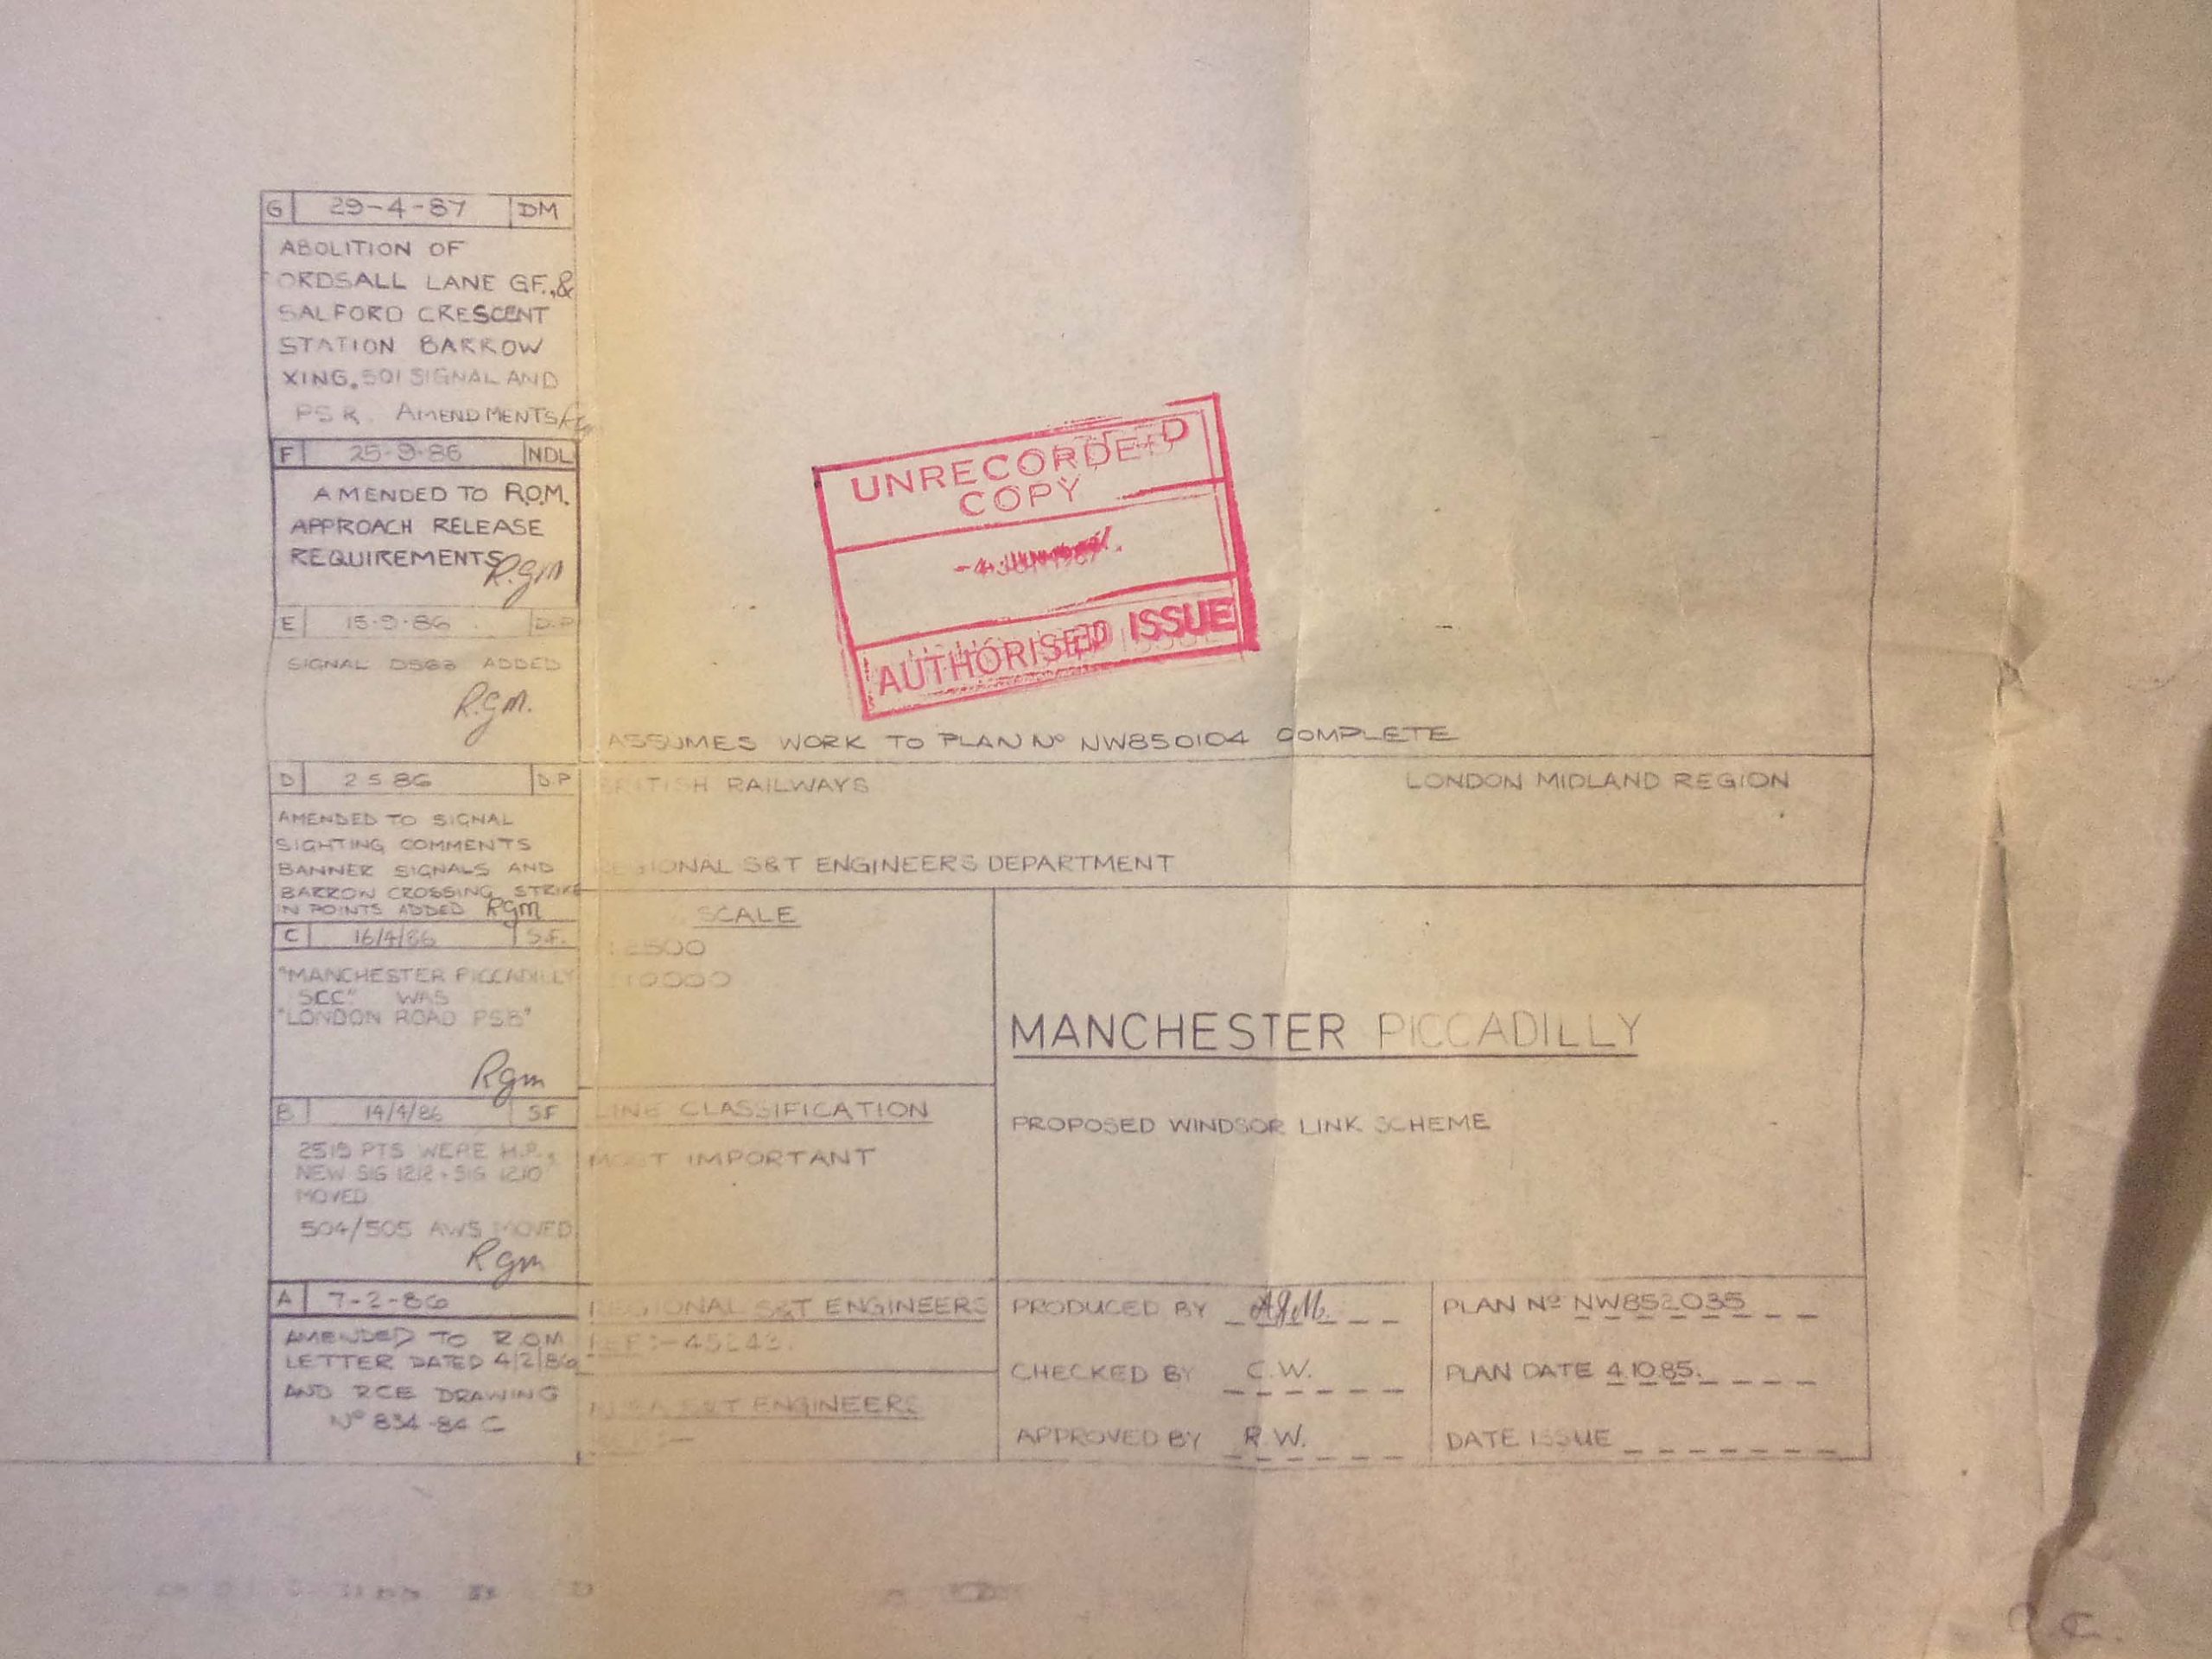 G 29-4-87 DM
ABOLITION OF
ORDSALL LANE GF.,&
SALFORD CRESCENT
STATION BARROW
XING, 501 SIGNAL AND
PSR. AMENDMENTS
F 25-9-86 NDL
AMENDED TO R.O.M.
APPROACH RELEASE
REQUIREMENTS
R.gm
E 15-9-86 D.P
SIGNAL ADDED
R.gm.
D 2 5 86 D.P
AMENDED TO SIGNAL
SIGHTING COMMENTS
BANNER SIGNALS AND
BARROW CROSSING STRIKE
IN POINTS ADDED Rgm
C 16/4/86 S.F.
"MANCHESTER PICCADILLY
SCC" WAS
"LONDON ROAD PSB"
Rgm
B 14/4/86 SF
PTS WERE H.P.,
NEW SIG 1212 + SIG 1210
MOVED
504/505 AWS MOVED
Rgm
A 7-2-86
AMENDED TO R.O.M
LETTER DATED 4/2/86
AND RCE DRAWING
Nº 834-84 C
UNRECORDED
COPY
AUTHORISED ISSUE
ASSUMES WORK TO PLAN Nº NW850104 COMPLETE
BRITISH RAILWAYS LONDON MIDLAND REGION
REGIONAL S&T ENGINEERS DEPARTMENT
SCALE
LINE CLASSIFICATION
MOST IMPORTANT
REGIONAL S&T ENGINEERS
REF:-
AREA S&T ENGINEERS
MANCHESTER PICCADILLY
PROPOSED WINDSOR LINK SCHEME
PRODUCED BY A.J.M.
CHECKED BY C.W.
APPROVED BY R.W.
PLAN Nº NW852035
PLAN DATE 4.10.85.
DATE ISSUE